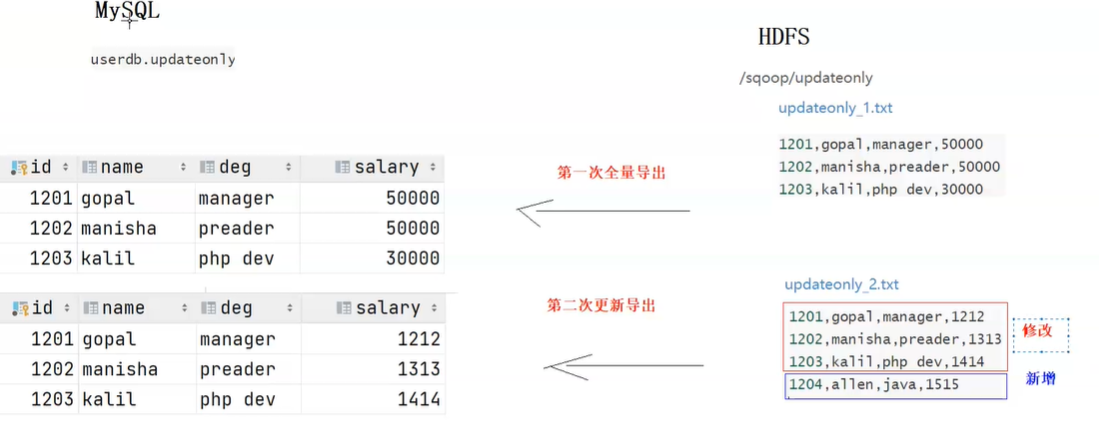 MySQL
userdb.updateonly
HDFS
/sqoop/updateonly
updateonly_1.txt
1201,gopal,manager,50000
1202,manisha,preader,50000
1203,kalil,php dev,30000
第一次全量导出
id name deg salary
1201 gopal manager 50000
1202 manisha preader 50000
1203 kalil php dev 30000
第二次更新导出
updateonly_2.txt
1201,gopal,manager,1212
1202,manisha,preader,1313
1203,kalil,php dev,1414
修改
1204,allen,java,1515
新增
id name deg salary
1201 gopal manager 1212
1202 manisha preader 1313
1203 kalil php dev 1414